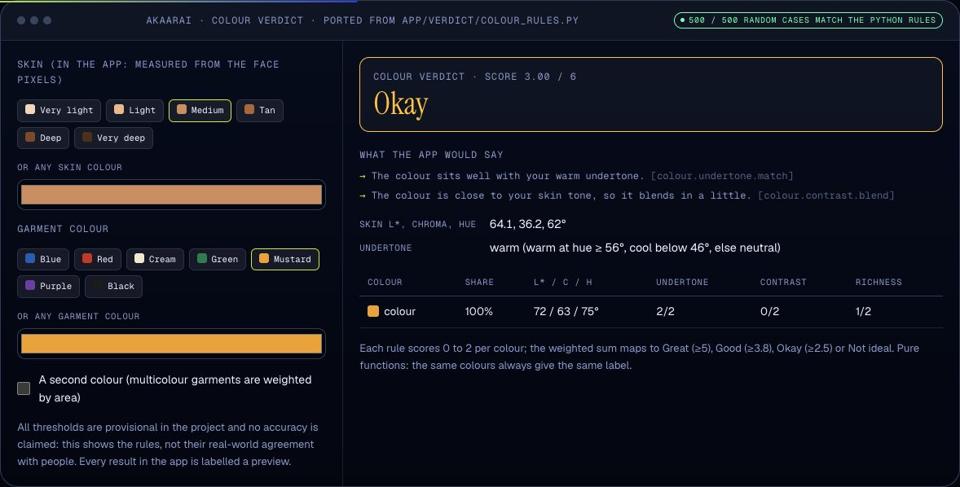 AKAARAI · COLOUR VERDICT · PORTED FROM APP/VERDICT/COLOUR_RULES.PY
500 / 500 RANDOM CASES MATCH THE PYTHON RULES
SKIN (IN THE APP: MEASURED FROM THE FACE
PIXELS)
Very light
Light
Medium
Tan
Deep
Very deep
OR ANY SKIN COLOUR
GARMENT COLOUR
Blue
Red
Cream
Green
Mustard
Purple
Black
OR ANY GARMENT COLOUR
A second colour (multicolour garments are weighted
by area)
All thresholds are provisional in the project and no accuracy is
claimed: this shows the rules, not their real-world agreement
with people. Every result in the app is labelled a preview.
COLOUR VERDICT · SCORE 3.00 / 6
Okay
WHAT THE APP WOULD SAY
→ The colour sits well with your warm undertone. [colour.undertone.match]
→ The colour is close to your skin tone, so it blends in a little. [colour.contrast.blend]
SKIN L*, CHROMA, HUE 64.1, 36.2, 62°
UNDERTONE warm (warm at hue ≥ 56°, cool below 46°, else neutral)
COLOUR SHARE L* / C / H UNDERTONE CONTRAST RICHNESS
colour 100% 72 / 63 / 75° 2/2 0/2 1/2
Each rule scores 0 to 2 per colour; the weighted sum maps to Great (≥5), Good (≥3.8), Okay (≥2.5) or Not ideal. Pure
functions: the same colours always give the same label.